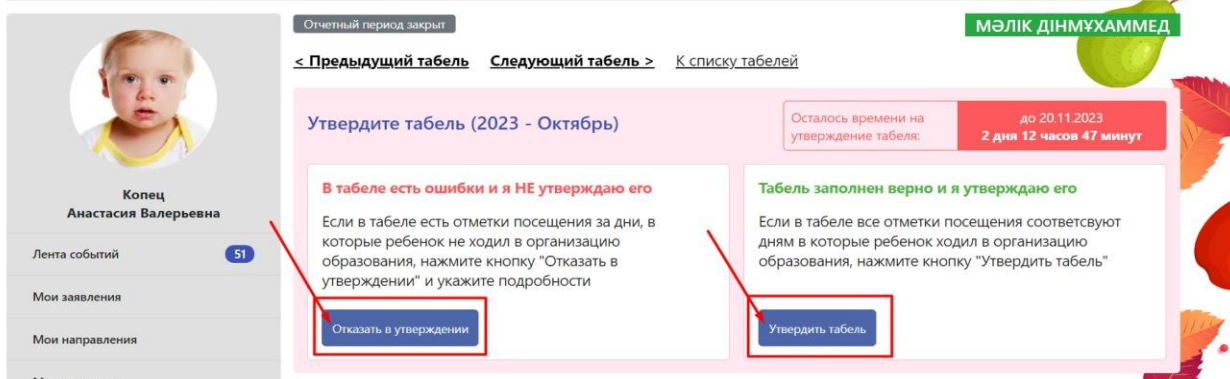 Отчетный период закрыт
МӘЛІК ДІНМҰХАММЕД
< Предыдущий табель Следующий табель > К списку табелей
Утвердите табель (2023 - Октябрь)
Осталось времени на
утверждение табеля:
до 20.11.2023
2 дня 12 часов 47 минут
Копец
Анастасия Валерьевна
Лента событий 51
Мои заявления
Мои направления
В табеле есть ошибки и я НЕ утверждаю его
Если в табеле есть отметки посещения за дни, в
которые ребенок не ходил в организацию
образования, нажмите кнопку "Отказать в
утверждении" и укажите подробности
Отказать в утверждении
Табель заполнен верно и я утверждаю его
Если в табеле все отметки посещения соответсвуют
дням в которые ребенок ходил в организацию
образования, нажмите кнопку "Утвердить табель"
Утвердить табель